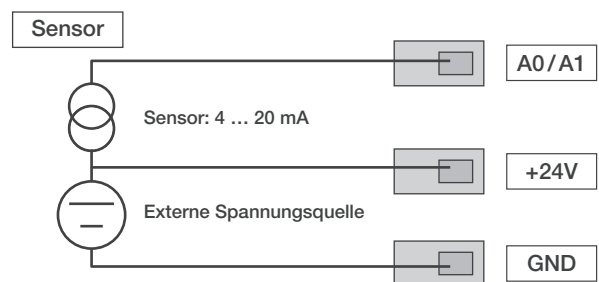 Sensor
A0/A1
Sensor: 4 … 20 mA
+24V
Externe Spannungsquelle
GND